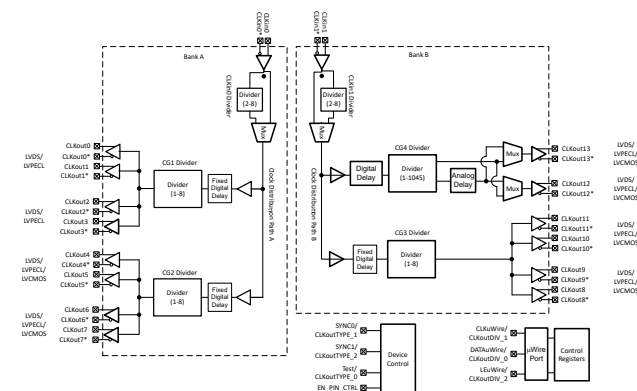 CLKin0*
CLKin0
CLKin1*
CLKin1
Bank A
Bank B
CLKin0 Divider
Divider
(2-8)
Mux
CLKin1 Divider
Divider
(2-8)
Mux
Clock Distribution Path A
Clock Distribution Path B
LVDS/
LVPECL
CLKout0
CLKout0*
CLKout1
CLKout1*
CG1 Divider
Divider
(1-8)
Fixed
Digital
Delay
LVDS/
LVPECL
CLKout2
CLKout2*
CLKout3
CLKout3*
LVDS/
LVPECL/
LVCMOS
CLKout4
CLKout4*
CLKout5
CLKout5*
CG2 Divider
Divider
(1-8)
Fixed
Digital
Delay
LVDS/
LVPECL/
LVCMOS
CLKout6
CLKout6*
CLKout7
CLKout7*
Digital
Delay
CG4 Divider
Divider
(1-1045)
Analog
Delay
Mux
Mux
CLKout13
CLKout13*
LVDS/
LVPECL/
LVCMOS
CLKout12
CLKout12*
LVDS/
LVPECL/
LVCMOS
Fixed
Digital
Delay
CG3 Divider
Divider
(1-8)
CLKout11
CLKout11*
CLKout10
CLKout10*
LVDS/
LVPECL/
LVCMOS
CLKout9
CLKout9*
CLKout8
CLKout8*
LVDS/
LVPECL/
LVCMOS
SYNC0/
CLKoutTYPE_1
SYNC1/
CLKoutTYPE_2
Test/
CLKoutTYPE_0
EN_PIN_CTRL
Device
Control
CLKuWire/
CLKoutDIV_1
DATAuWire/
CLKoutDIV_0
LEuWire/
CLKoutDIV_2
µWire
Port
Control
Registers